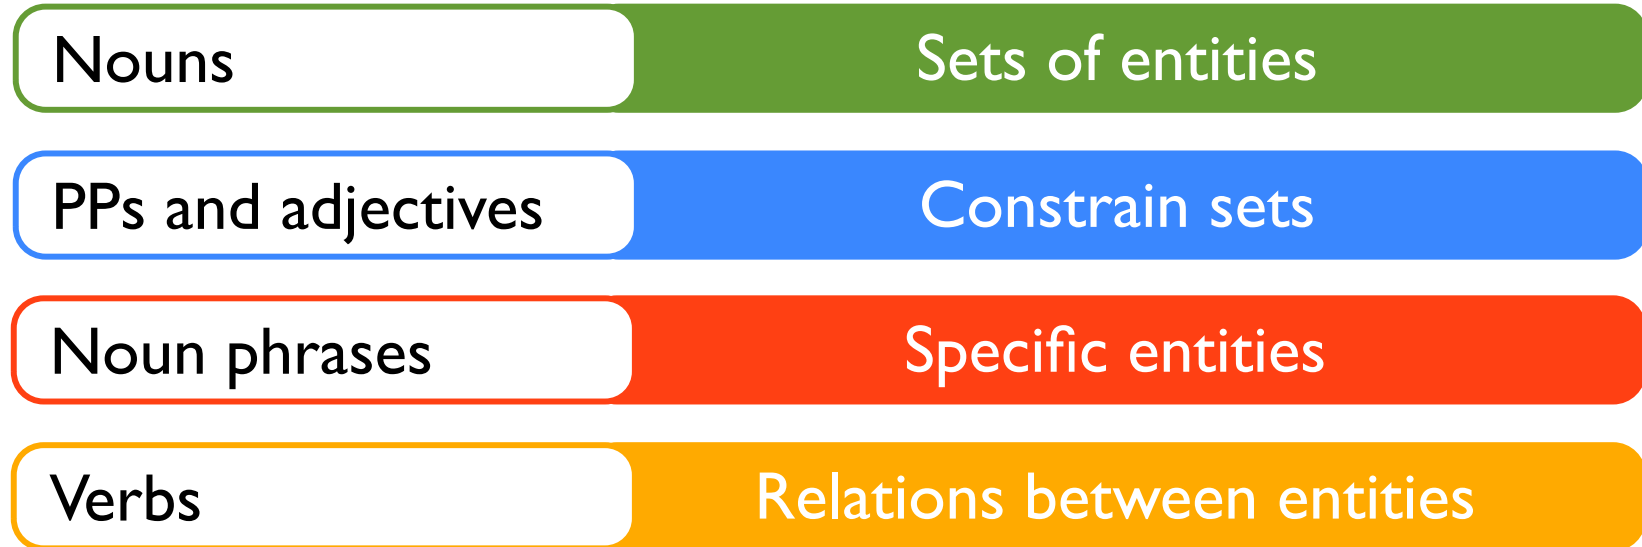 Nouns Sets of entities
PPs and adjectives Constrain sets
Noun phrases Specific entities
Verbs Relations between entities